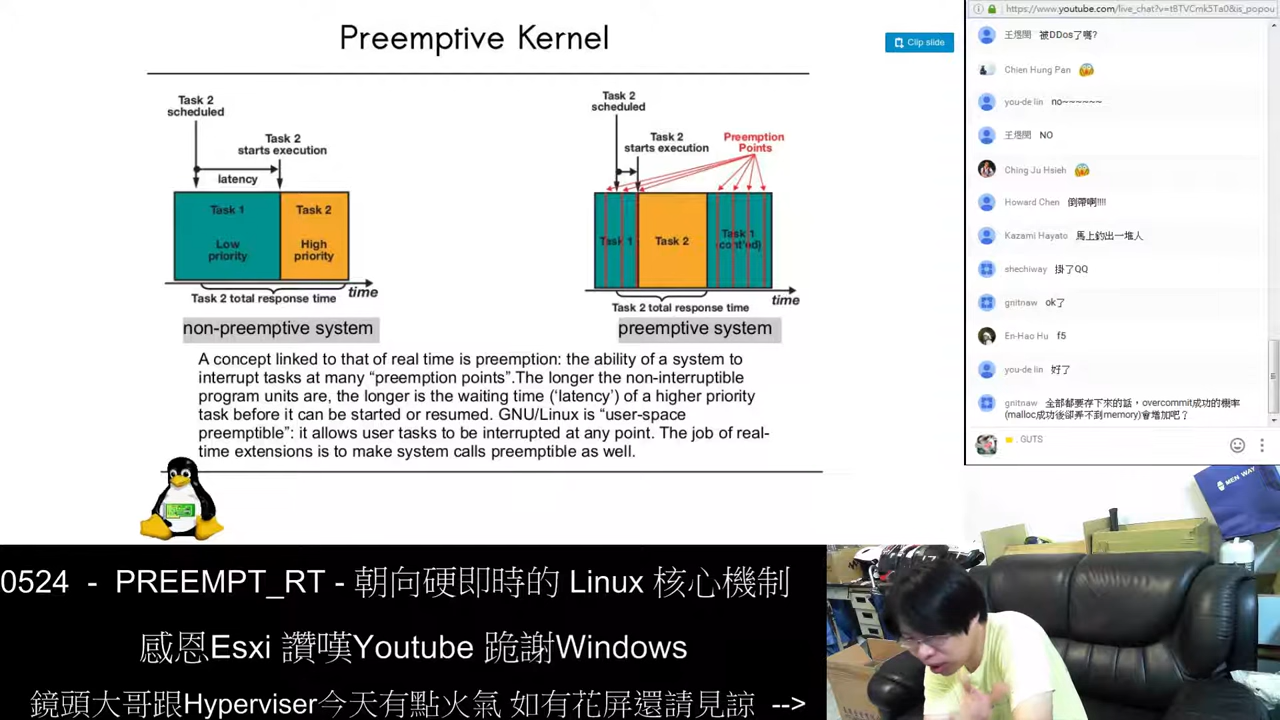 Preemptive Kernel
Clip slide
Task 2
scheduled
Task 2
starts execution
latency
Task 1
Task 2
Low
priority
High
priority
Task 2 total response time
time
non-preemptive system
Task 2
scheduled
Task 2
starts execution
Preemption
Points
Task 1
Task 2
Task 1
(cont'ed)
Task 2 total response time
time
preemptive system
A concept linked to that of real time is preemption: the ability of a system to
interrupt tasks at many “preemption points”.The longer the non-interruptible
program units are, the longer is the waiting time (‘latency’) of a higher priority
task before it can be started or resumed. GNU/Linux is “user-space
preemptible”: it allows user tasks to be interrupted at any point. The job of real-
time extensions is to make system calls preemptible as well.
https://www.youtube.com/live_chat?v=t8TVCmk5Ta0&is_popou
王煜閔 被DDos了嗎?
Chien Hung Pan
you-de lin no~~~~~~
王煜閔 NO
Ching Ju Hsieh
Howard Chen 倒帶喇!!!!
Kazami Hayato 馬上釣出一堆人
shechiway 掛了QQ
gnitnaw ok了
En-Hao Hu f5
you-de lin 好了
gnitnaw 全部都要存下來的話，overcommit成功的機率
(malloc成功後卻弄不到memory)會增加吧？
. GUTS
MEN WAY
0524 - PREEMPT_RT - 朝向硬即時的 Linux 核心機制
感恩Esxi 讚嘆Youtube 跪謝Windows
鏡頭大哥跟Hyperviser今天有點火氣 如有花屏還請見諒 -->